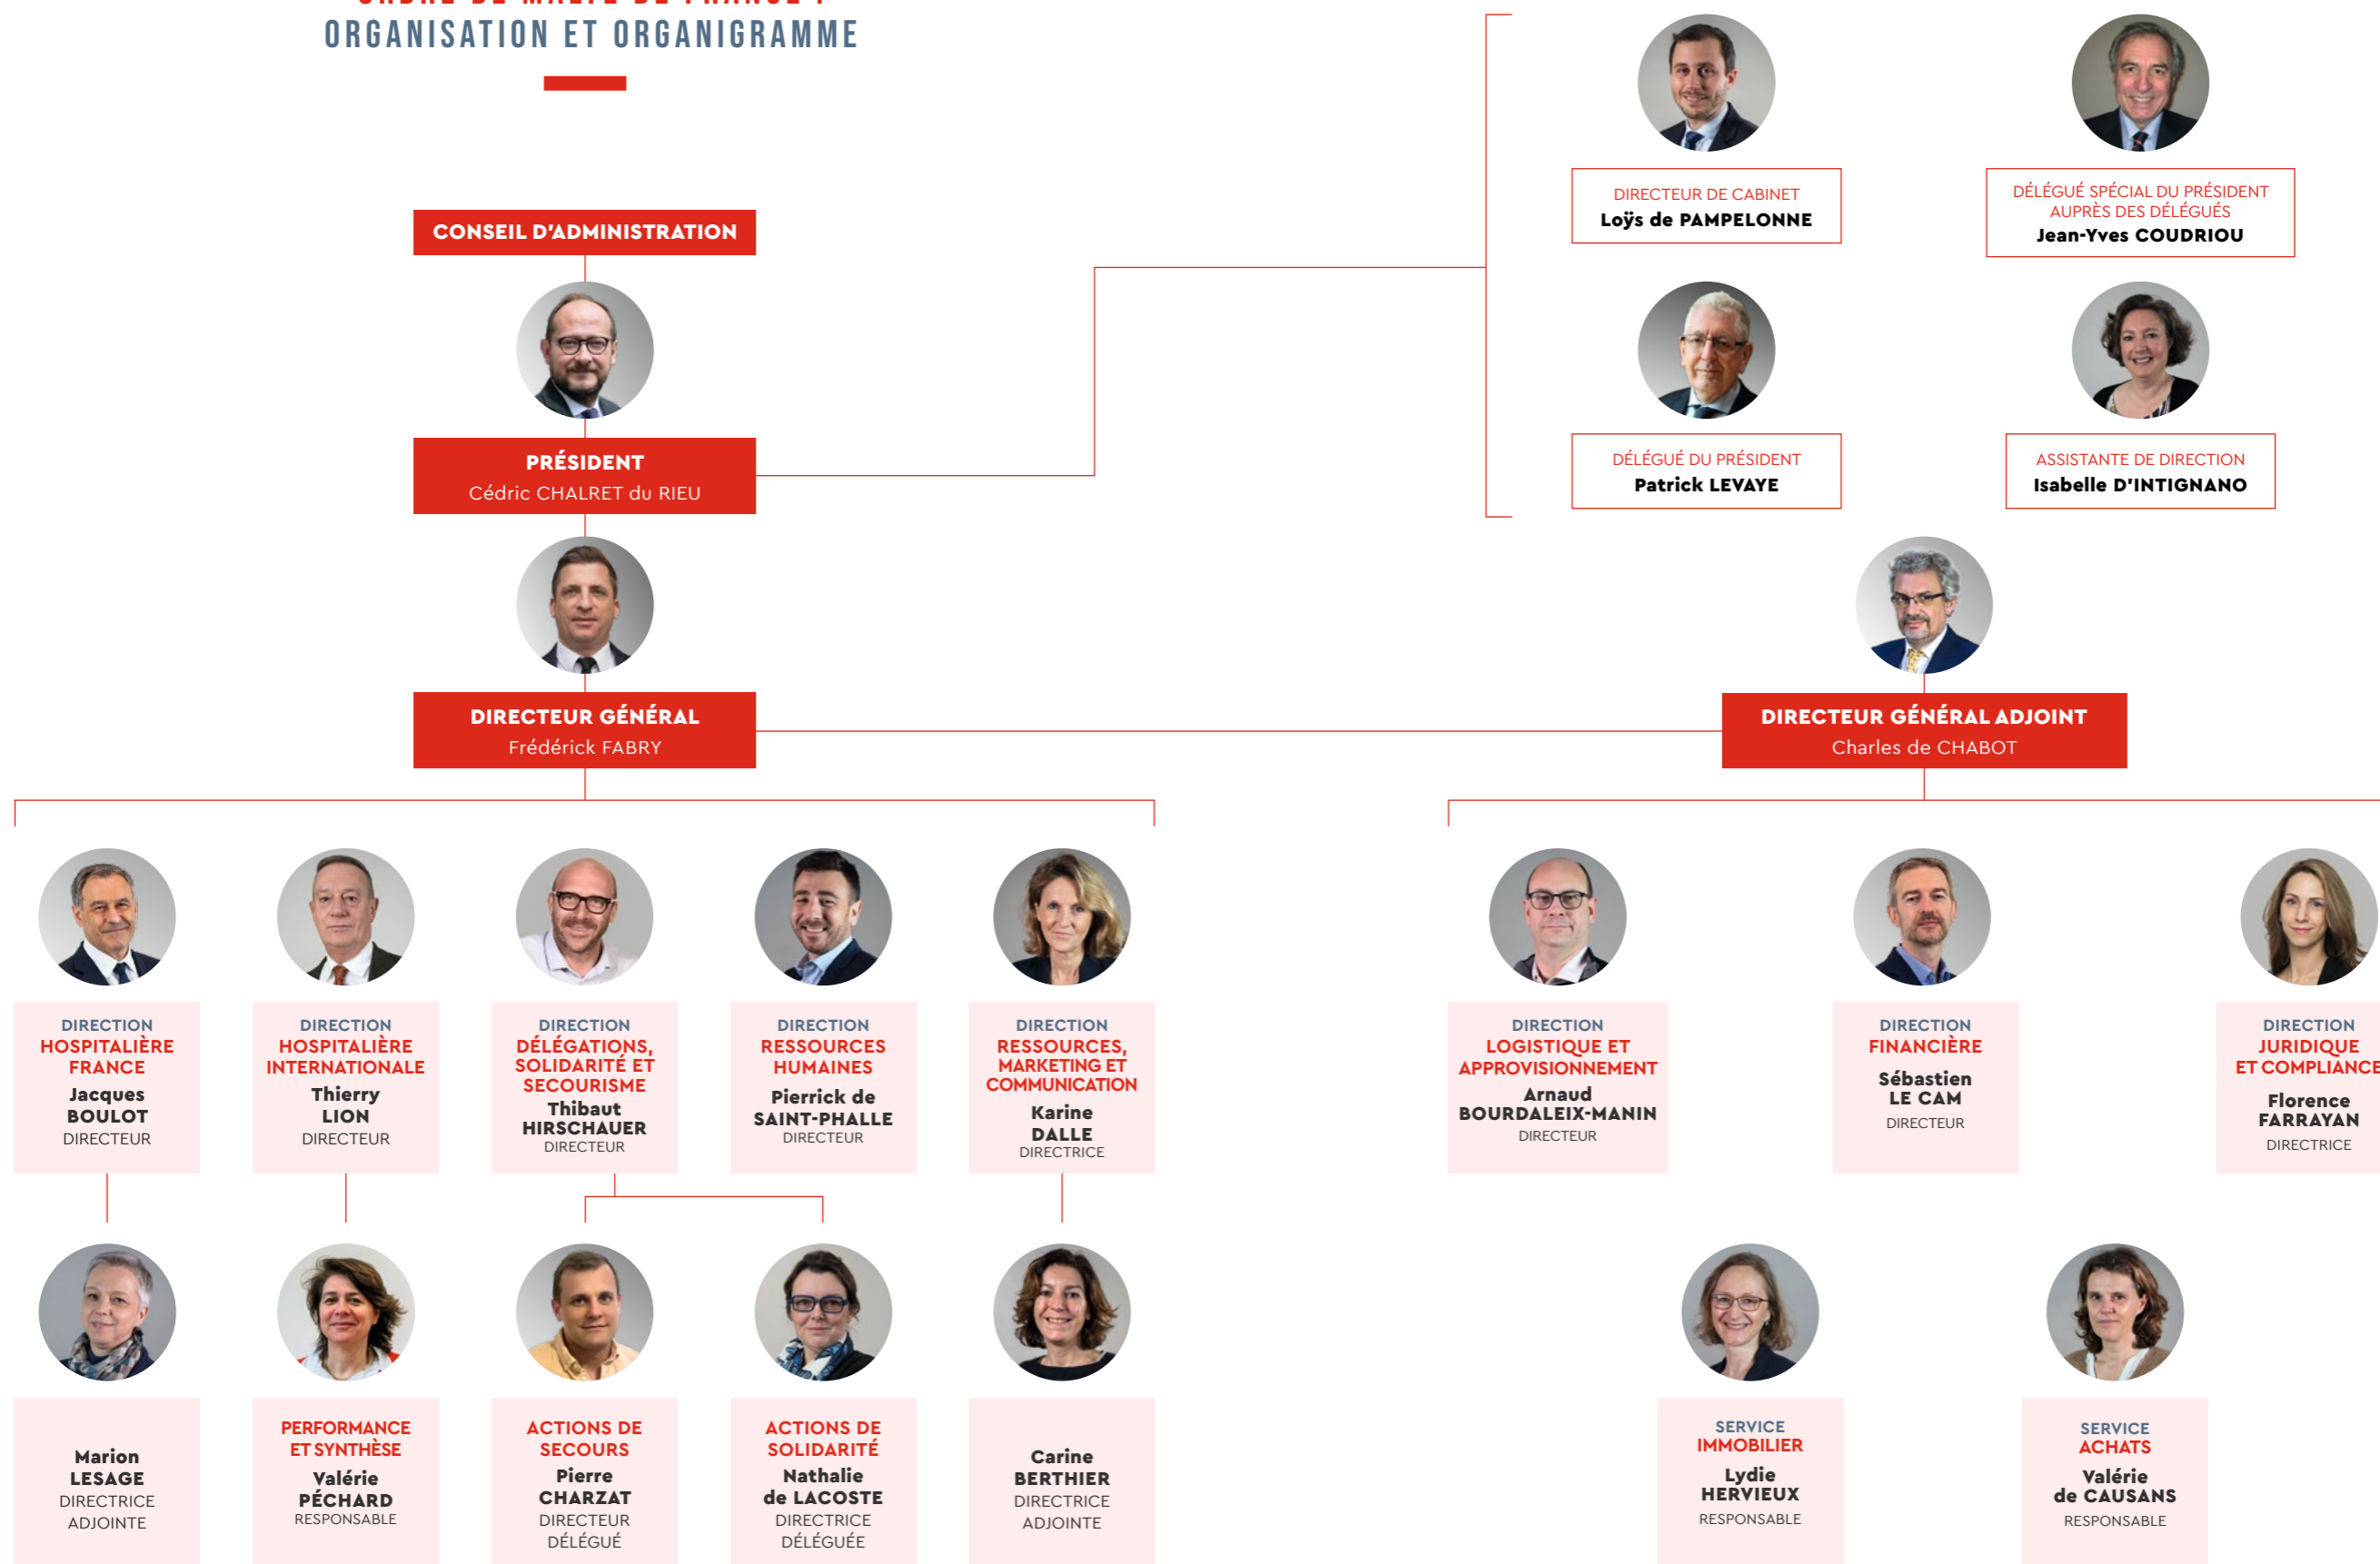 ORDRE DE MALTE DE FRANCE :
ORGANISATION ET ORGANIGRAMME
CONSEIL D'ADMINISTRATION
PRÉSIDENT
Cédric CHALRET du RIEU
DIRECTEUR DE CABINET
Loÿs de PAMPELONNE
DÉLÉGUÉ SPÉCIAL DU PRÉSIDENT
AUPRÈS DES DÉLÉGUÉS
Jean-Yves COUDRIOU
DÉLÉGUÉ DU PRÉSIDENT
Patrick LEVAYE
ASSISTANTE DE DIRECTION
Isabelle D'INTIGNANO
DIRECTEUR GÉNÉRAL
Frédérick FABRY
DIRECTEUR GÉNÉRAL ADJOINT
Charles de CHABOT
DIRECTION
HOSPITALIÈRE
FRANCE
Jacques
BOULOT
DIRECTEUR
DIRECTION
HOSPITALIÈRE
INTERNATIONALE
Thierry
LION
DIRECTEUR
DIRECTION
DÉLÉGATIONS,
SOLIDARITÉ ET
SECOURISME
Thibaut
HIRSCHAUER
DIRECTEUR
DIRECTION
RESSOURCES
HUMAINES
Pierrick de
SAINT-PHALLE
DIRECTEUR
DIRECTION
RESSOURCES,
MARKETING ET
COMMUNICATION
Karine
DALLE
DIRECTRICE
DIRECTION
LOGISTIQUE ET
APPROVISIONNEMENT
Arnaud
BOURDALEIX-MANIN
DIRECTEUR
DIRECTION
FINANCIÈRE
Sébastien
LE CAM
DIRECTEUR
DIRECTION
JURIDIQUE
ET COMPLIANCE
Florence
FARRAYAN
DIRECTRICE
Marion
LESAGE
DIRECTRICE
ADJOINTE
PERFORMANCE
ET SYNTHÈSE
Valérie
PÉCHARD
RESPONSABLE
ACTIONS DE
SECOURS
Pierre
CHARZAT
DIRECTEUR
DÉLÉGUÉ
ACTIONS DE
SOLIDARITÉ
Nathalie
de LACOSTE
DIRECTRICE
DÉLÉGUÉE
Carine
BERTHIER
DIRECTRICE
ADJOINTE
SERVICE
IMMOBILIER
Lydie
HERVIEUX
RESPONSABLE
SERVICE
ACHATS
Valérie
de CAUSANS
RESPONSABLE